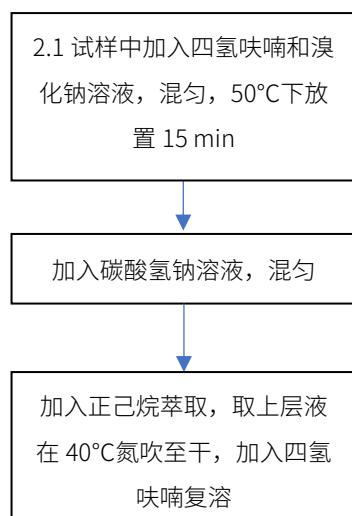 2.1 试样中加入四氢呋喃和溴
化钠溶液，混匀，50°C下放
置 15 min
加入碳酸氢钠溶液，混匀
加入正己烷萃取，取上层液
在 40°C氮吹至干，加入四氢
呋喃复溶